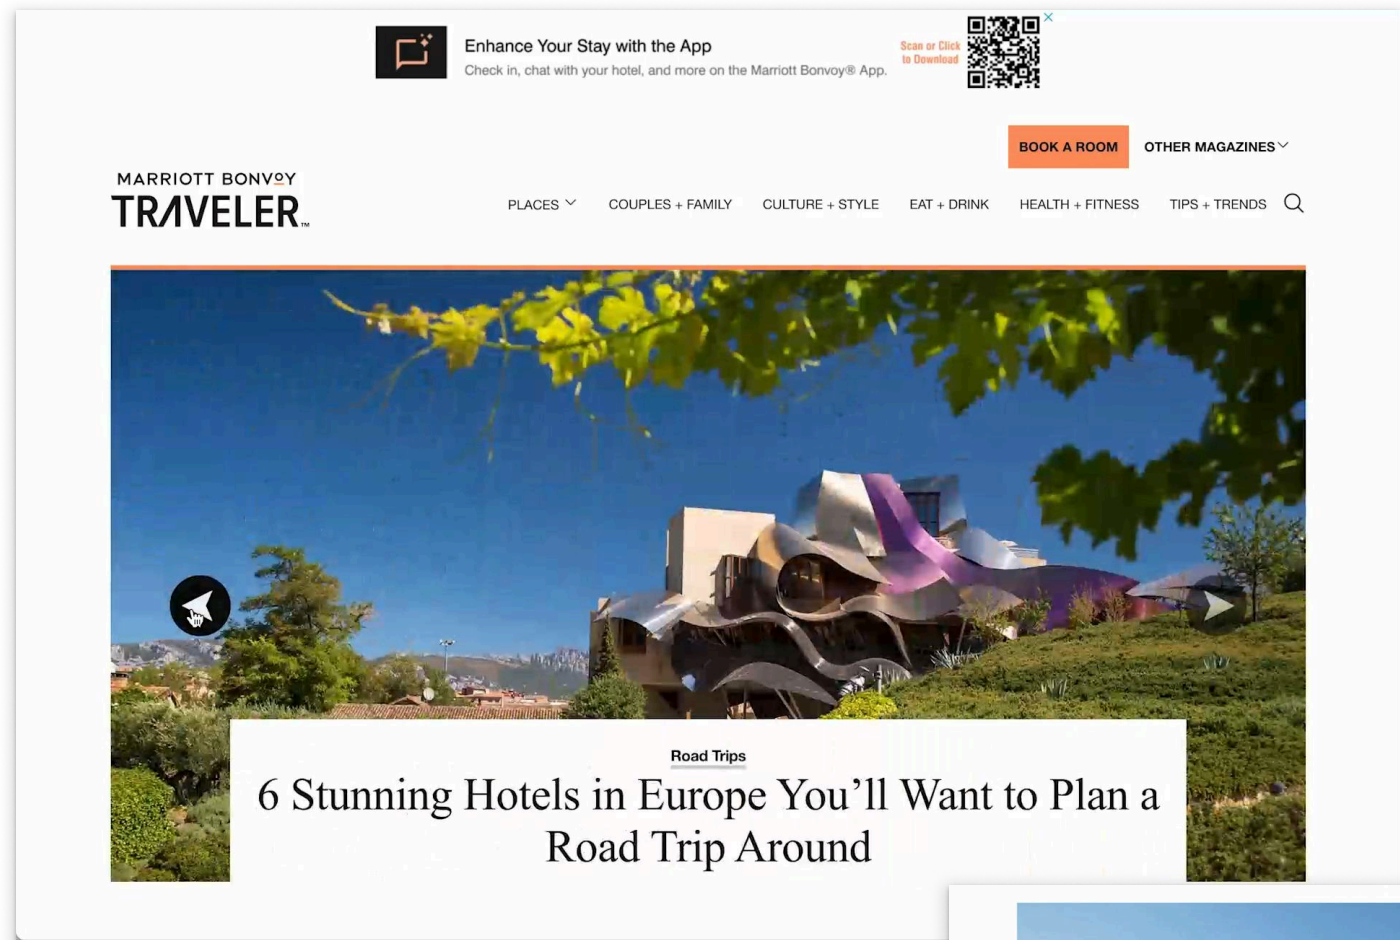 Enhance Your Stay with the App
Check in, chat with your hotel, and more on the Marriott Bonvoy® App.
Scan or Click
to Download
BOOK A ROOM
OTHER MAGAZINES
MARRIOTT BONVOY
TRAVELER™
PLACES
COUPLES + FAMILY
CULTURE + STYLE
EAT + DRINK
HEALTH + FITNESS
TIPS + TRENDS
Road Trips
6 Stunning Hotels in Europe You’ll Want to Plan a
Road Trip Around